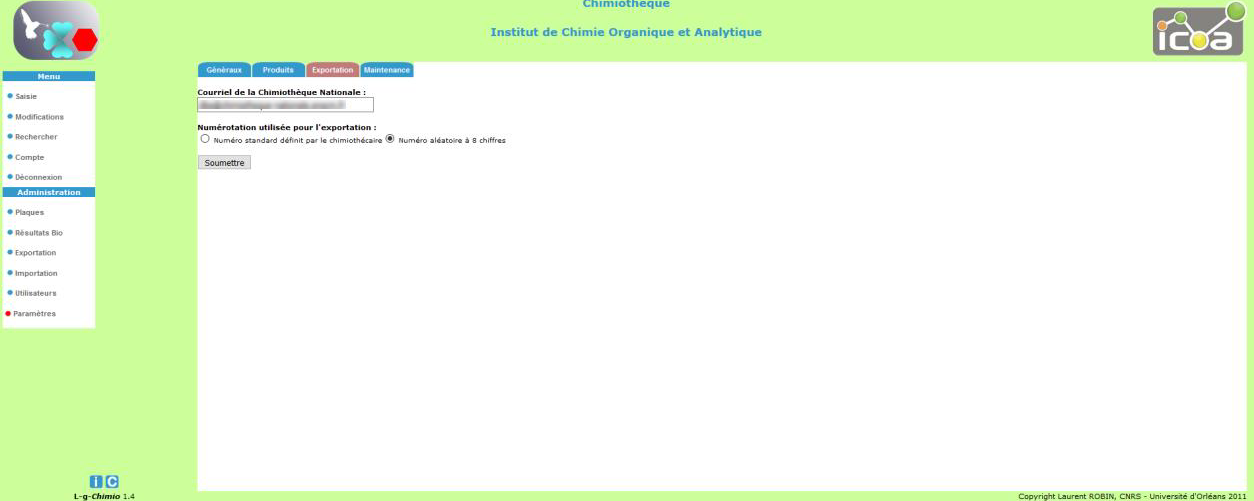 Chimiothèque
Institut de Chimie Organique et Analytique
icoa
Menu
Saisie
Modifications
Rechercher
Compte
Déconnexion
Administration
Plaques
Résultats Bio
Exportation
Importation
Utilisateurs
Paramètres
Généraux Produits Exportation Maintenance
Courriel de la Chimiothèque Nationale :
Numérotation utilisée pour l'exportation :
Numéro standard définit par le chimiothécaire Numéro aléatoire à 8 chiffres
Soumettre
i C
L-g-Chimio 1.4
Copyright Laurent ROBIN, CNRS - Université d'Orléans 2011